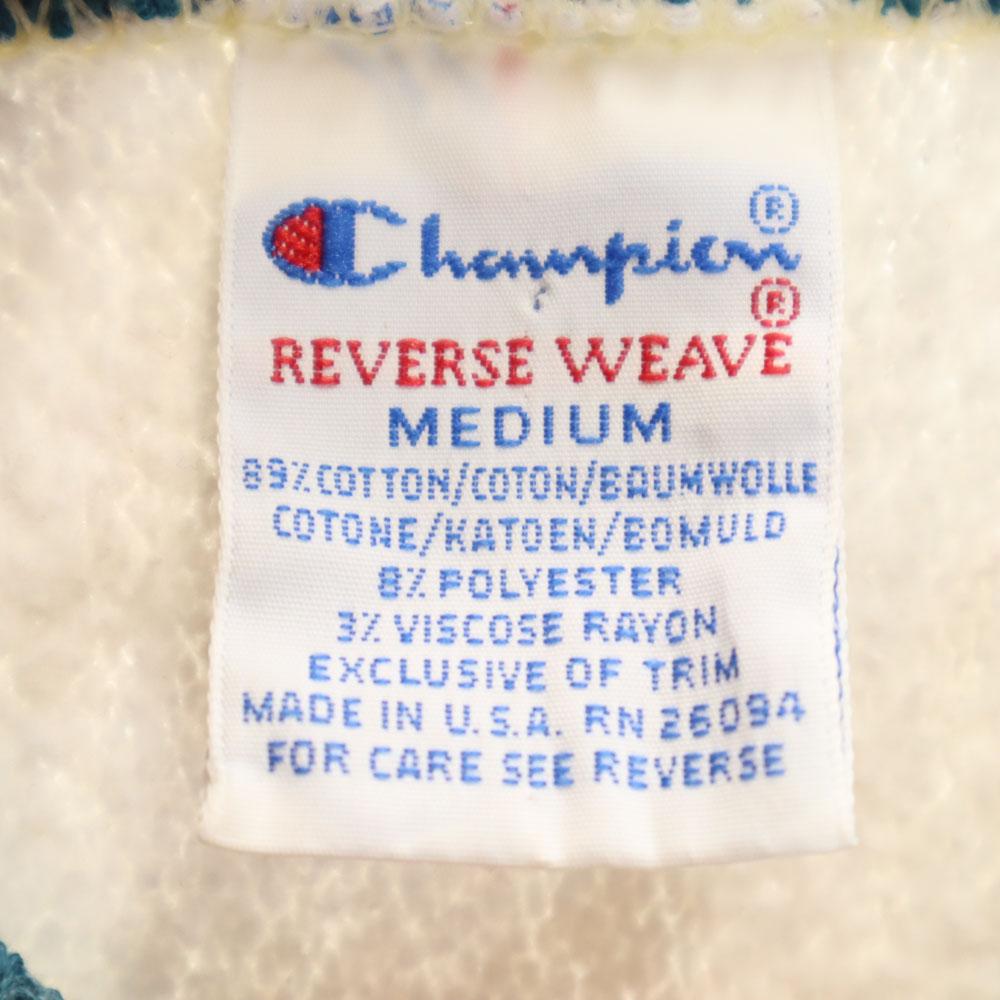 Champion®
®
REVERSE WEAVE
MEDIUM
89% COTTON/COTON/BAUMWOLLE
COTONE/KATOEN/BOMULD
8% POLYESTER
3% VISCOSE RAYON
EXCLUSIVE OF TRIM
MADE IN U.S.A. RN 26094
FOR CARE SEE REVERSE